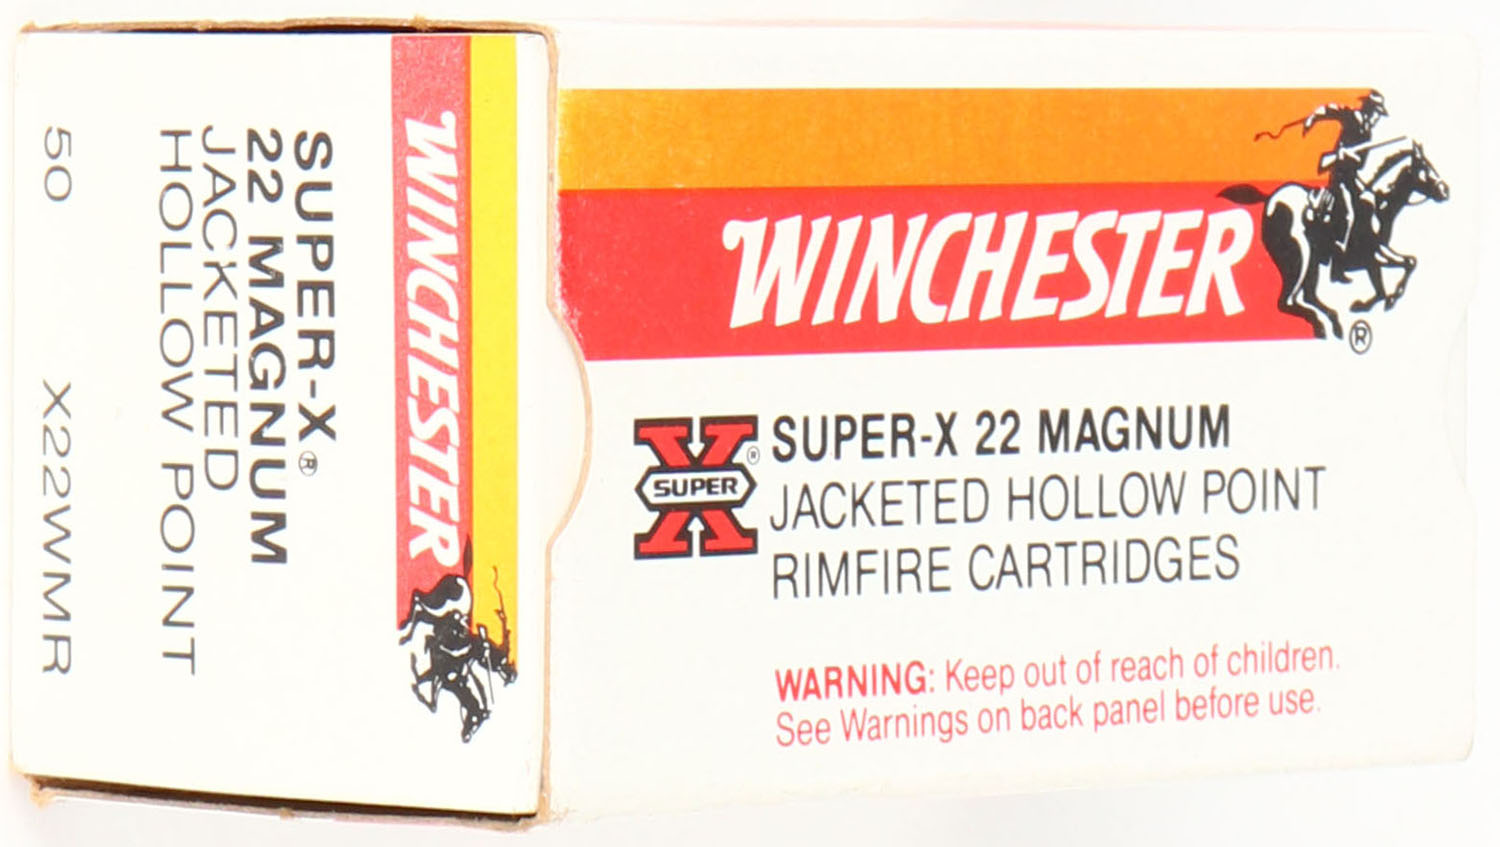 SUPER-X®
22 MAGNUM
JACKETED
HOLLOW POINT
50 X22WMR
WINCHESTER
WINCHESTER
®
X SUPER ®
SUPER-X 22 MAGNUM
JACKETED HOLLOW POINT
RIMFIRE CARTRIDGES
WARNING: Keep out of reach of children.
See Warnings on back panel before use.